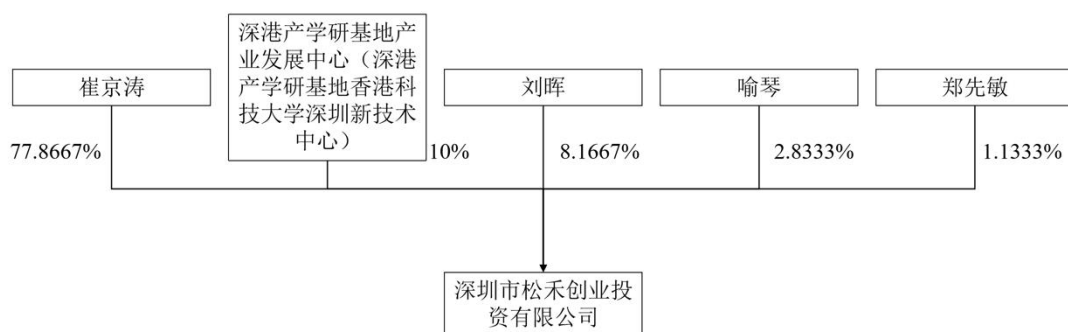 崔京涛
深港产学研基地产
业发展中心（深港
产学研基地香港科
技大学深圳新技术
中心）
刘晖
喻琴
郑先敏
77.8667%
10%
8.1667%
2.8333%
1.1333%
深圳市松禾创业投
资有限公司